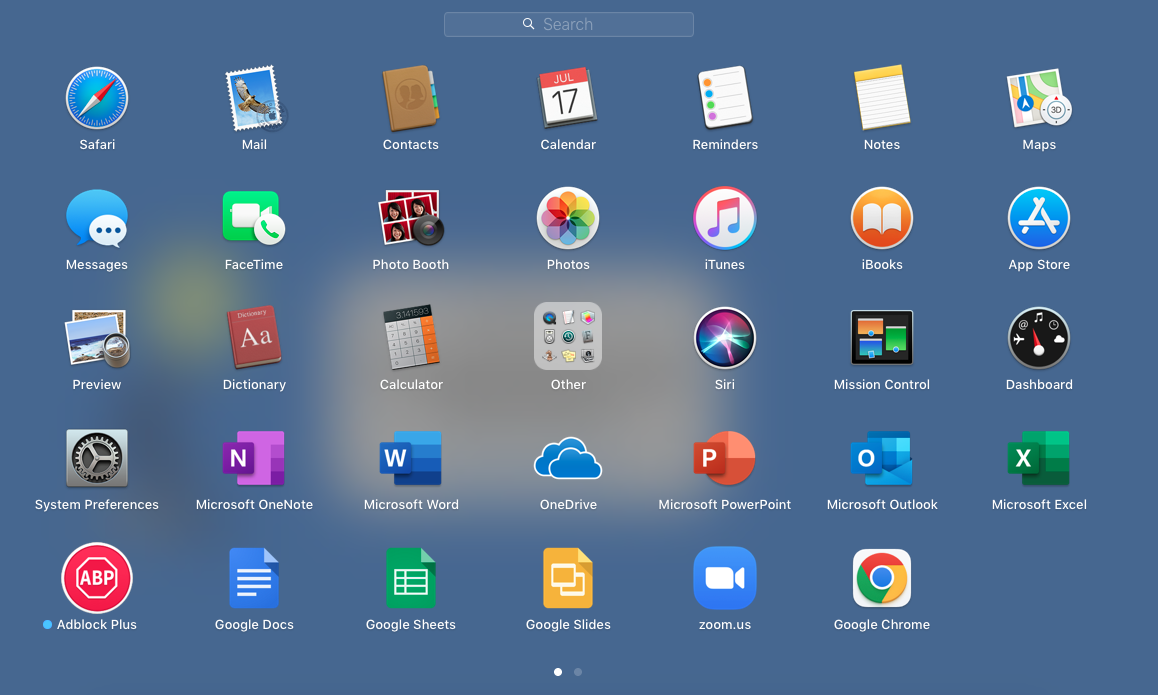 Search
JUL
17
3D
Safari
Mail
Contacts
Calendar
Reminders
Notes
Maps
Messages
FaceTime
Photo Booth
Photos
iTunes
iBooks
App Store
Dictionary
Aa
3.141593
@
Preview
Dictionary
Calculator
Other
Siri
Mission Control
Dashboard
N
W
P
O
X
System Preferences
Microsoft OneNote
Microsoft Word
OneDrive
Microsoft PowerPoint
Microsoft Outlook
Microsoft Excel
ABP
Adblock Plus
Google Docs
Google Sheets
Google Slides
zoom.us
Google Chrome